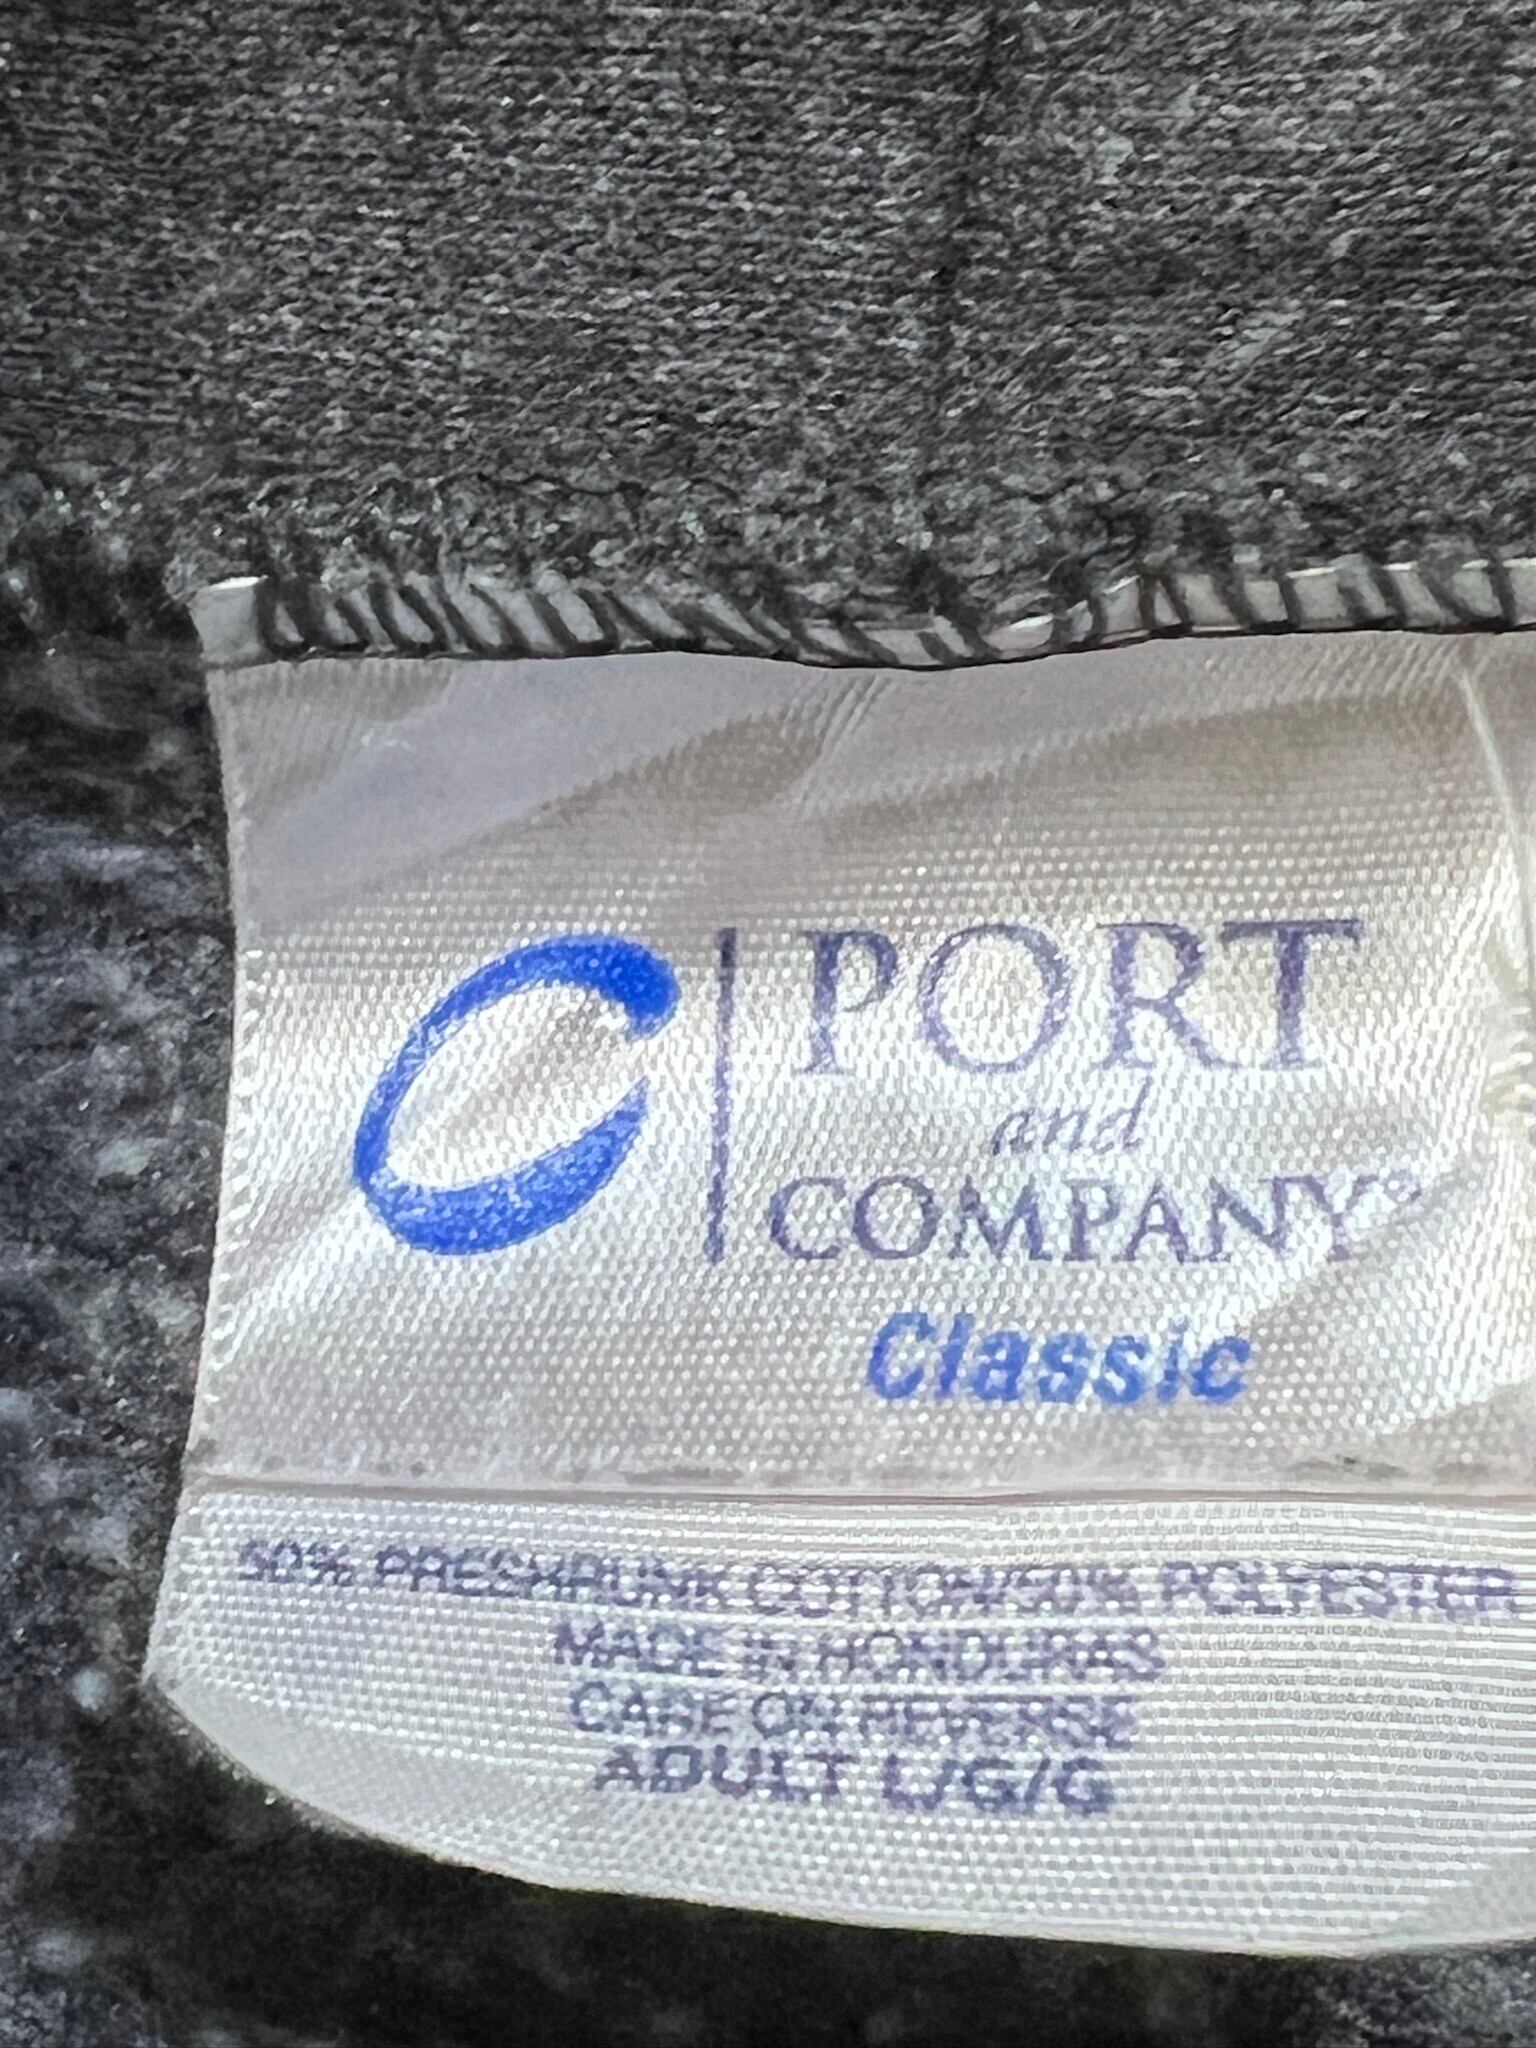 PORT
and
COMPANY®
Classic
50% PRESHRUNK COTTON/50% POLYESTER
MADE IN HONDURAS
CARE ON REVERSE
ADULT L/G/G